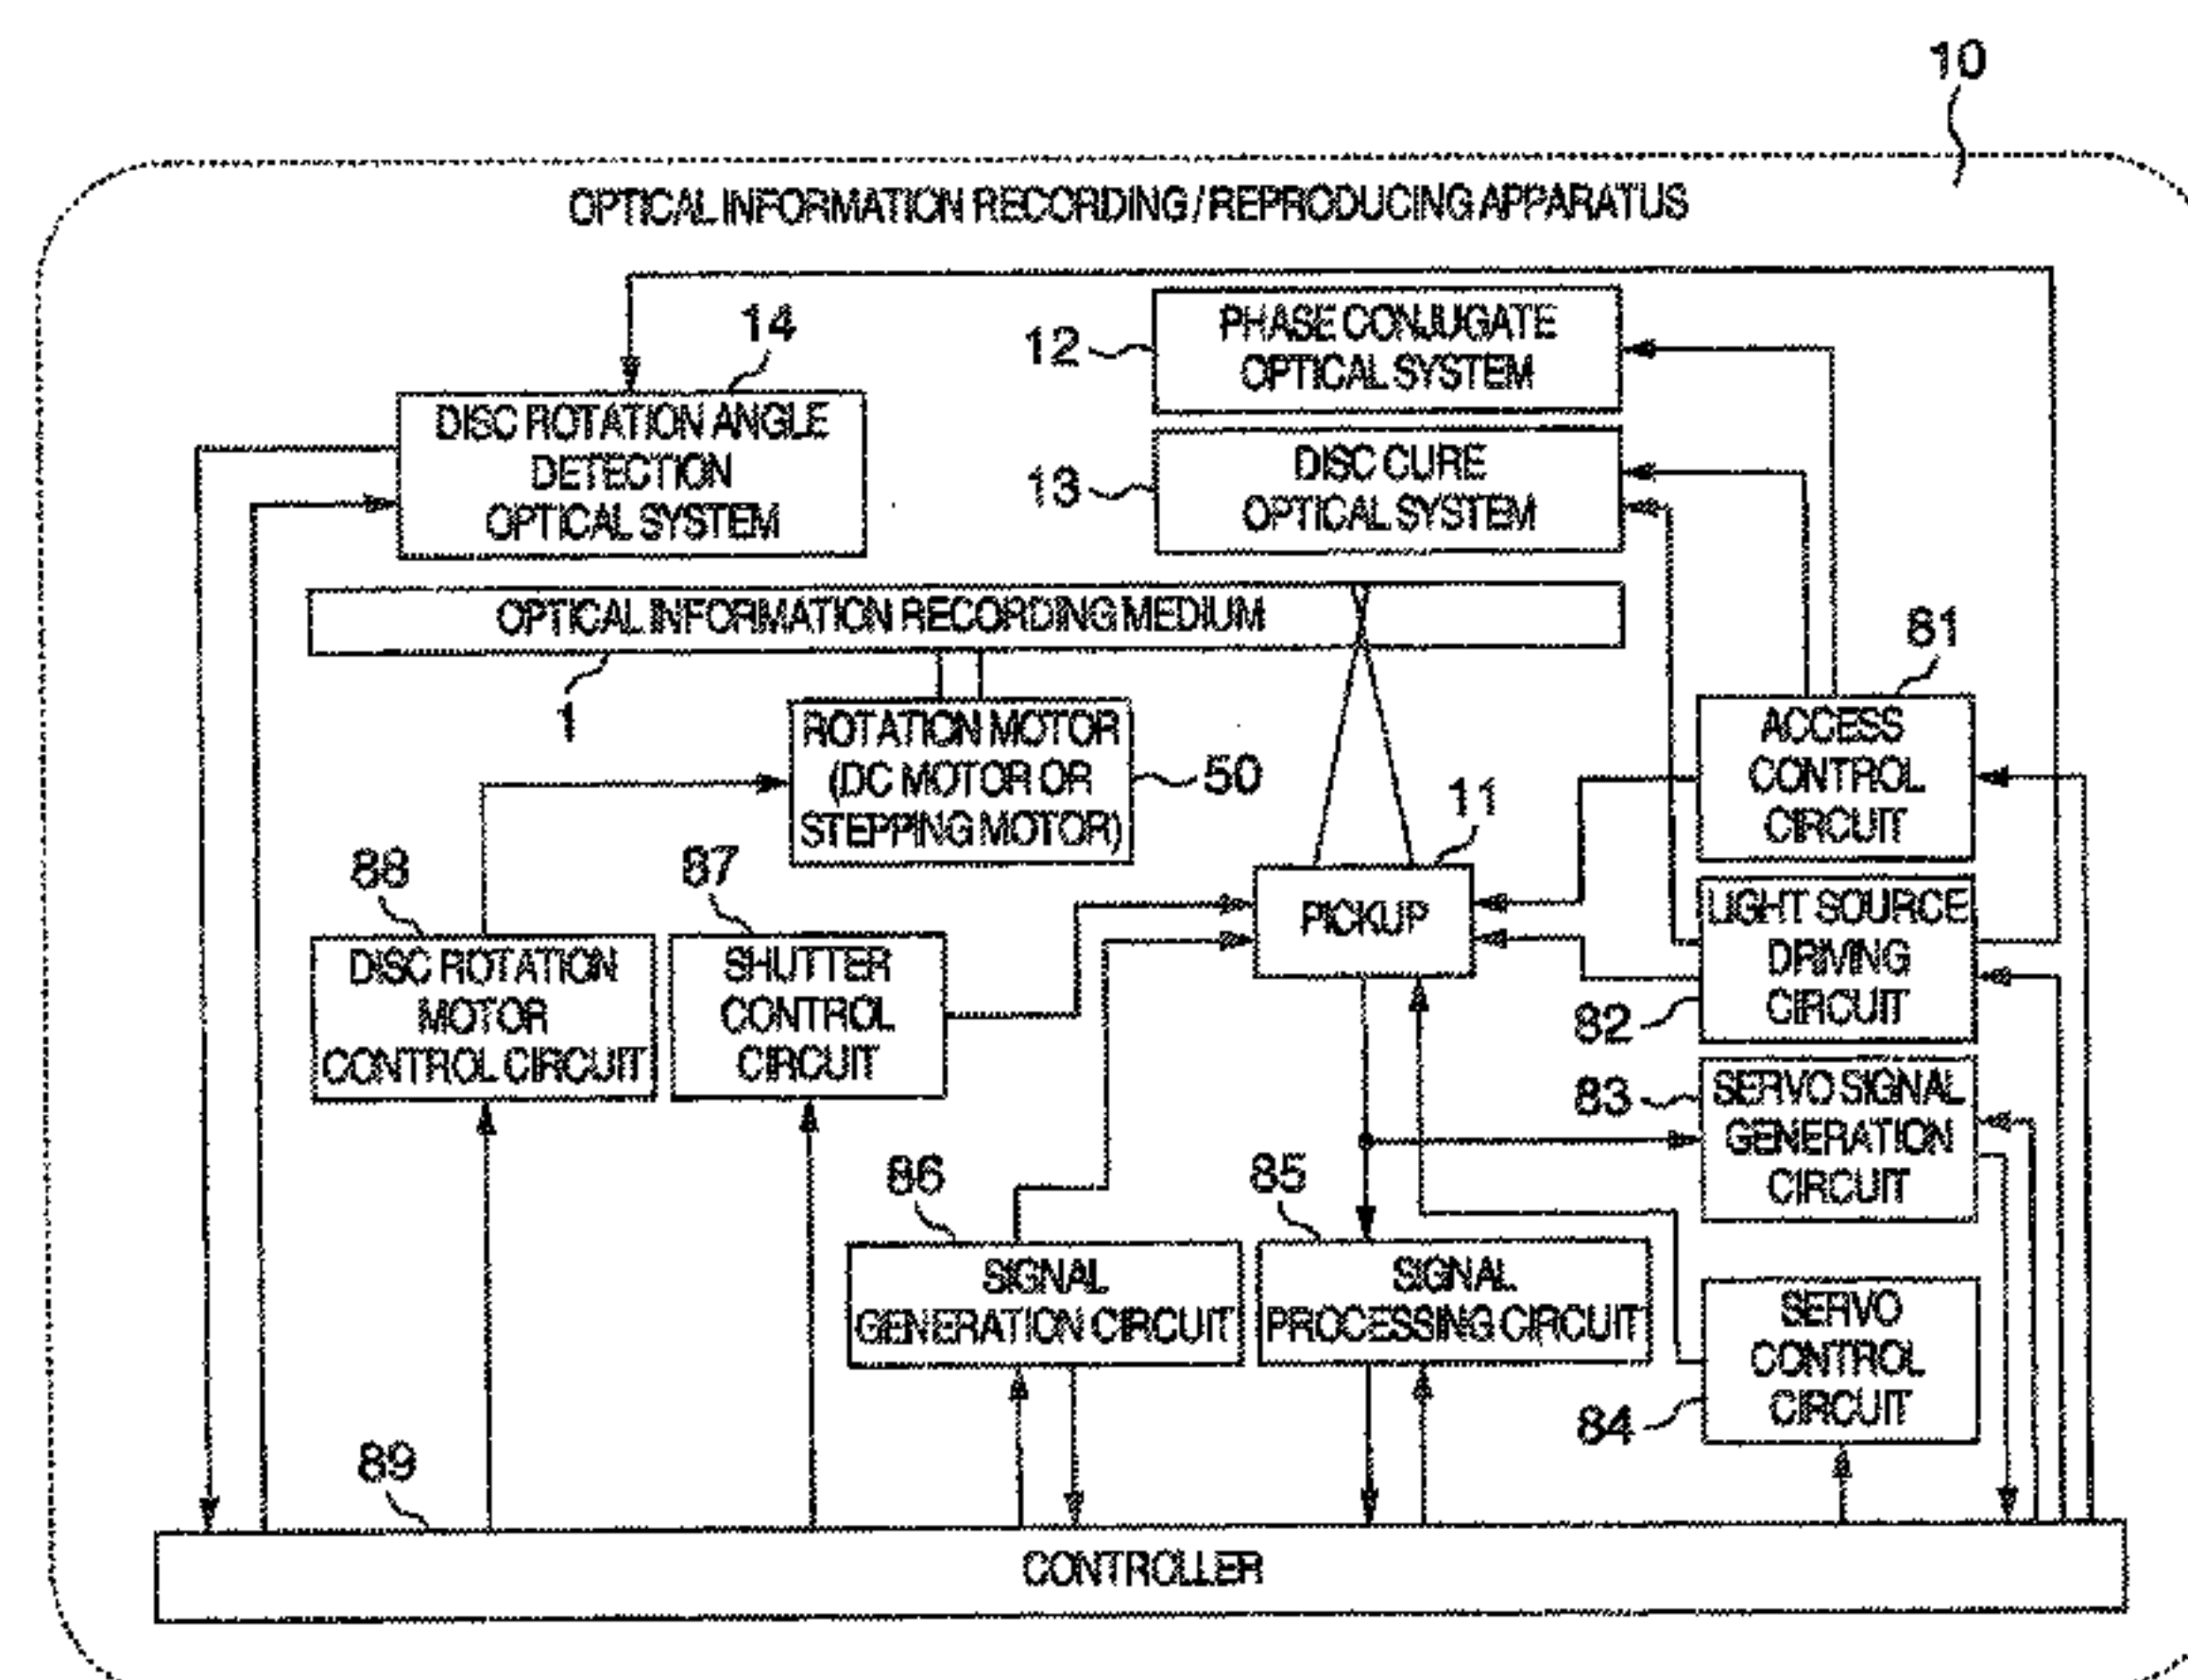 10
OPTICAL INFORMATION RECORDING / REPRODUCING APPARATUS
14
DISC ROTATION ANGLE
DETECTION
OPTICAL SYSTEM
12
PHASE CONJUGATE
OPTICAL SYSTEM
13
DISC CURE
OPTICAL SYSTEM
OPTICAL INFORMATION RECORDING MEDIUM
1
ROTATION MOTOR
(DC MOTOR OR
STEPPING MOTOR)
50
11
PICKUP
81
ACCESS
CONTROL
CIRCUIT
88
DISC ROTATION
MOTOR
CONTROL CIRCUIT
87
SHUTTER
CONTROL
CIRCUIT
82
LIGHT SOURCE
DRIVING
CIRCUIT
83
SERVO SIGNAL
GENERATION
CIRCUIT
86
SIGNAL
GENERATION CIRCUIT
85
SIGNAL
PROCESSING CIRCUIT
84
SERVO
CONTROL
CIRCUIT
89
CONTROLLER